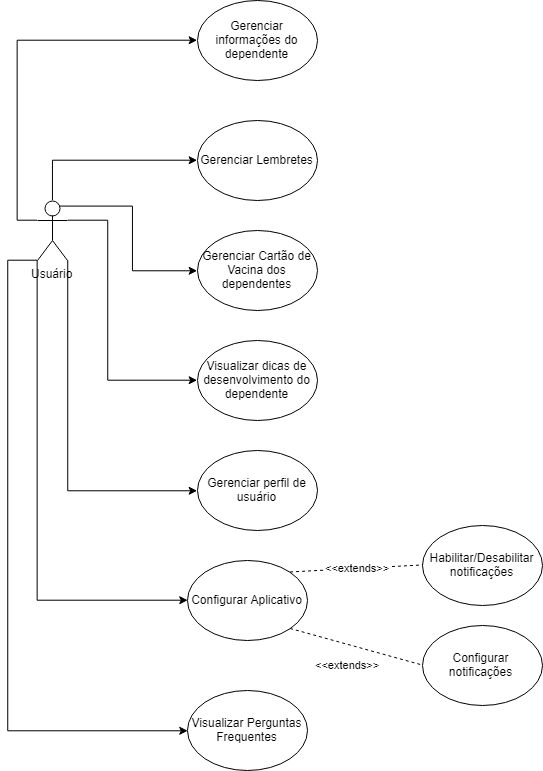 Gerenciar
informações do
dependente
Gerenciar Lembretes
Usuário
Gerenciar Cartão de
Vacina dos
dependentes
Visualizar dicas de
desenvolvimento do
dependente
Gerenciar perfil de
usuário
Configurar Aplicativo
<<extends>>
Habilitar/Desabilitar
notificações
<<extends>>
Configurar
notificações
Visualizar Perguntas
Frequentes